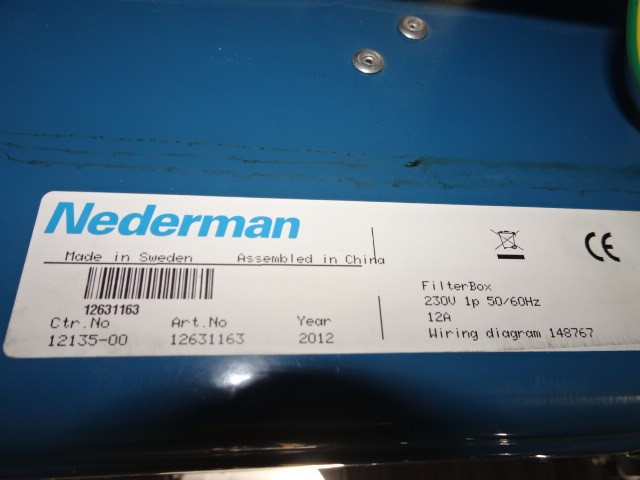 Nederman
Made in Sweden Assembled in China
12631163
Ctr.No Art.No Year
12135-00 12631163 2012
CE
FilterBox
230V 1p 50/60Hz
12A
Wiring diagram 148767